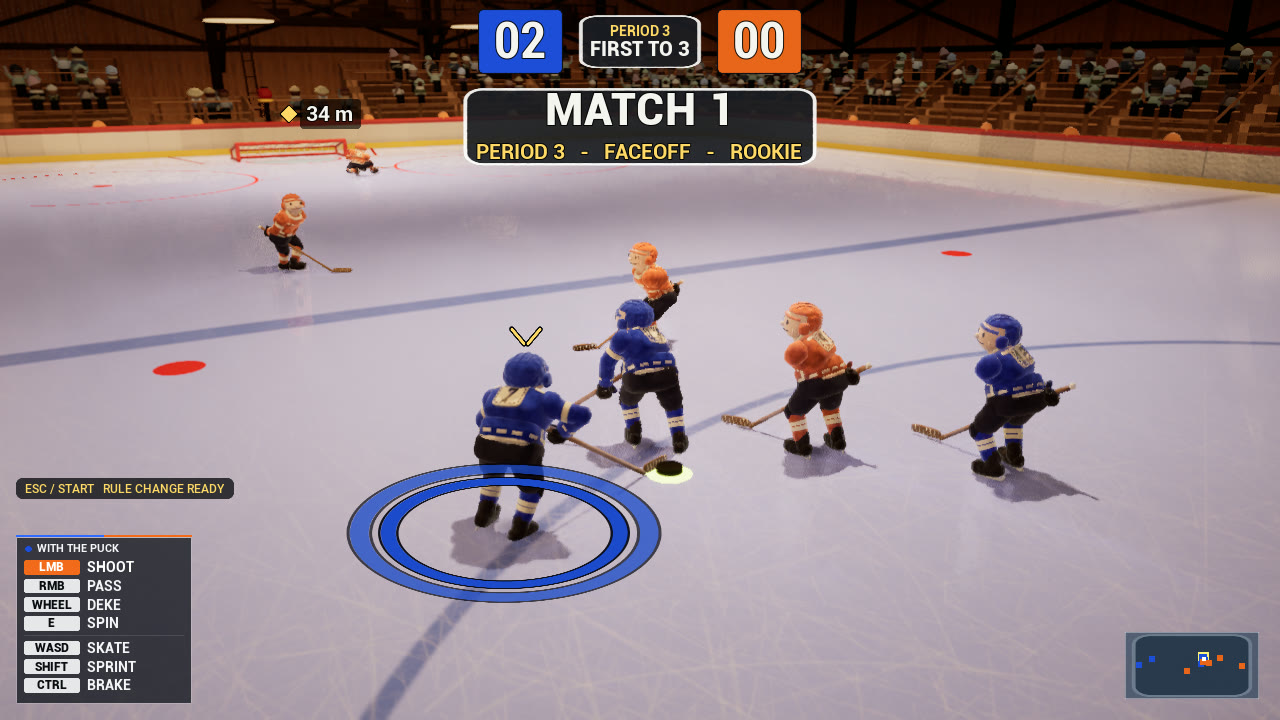 02
PERIOD 3
FIRST TO 3
00
MATCH 1
PERIOD 3 - FACEOFF - ROOKIE
34 m
7
ESC / START RULE CHANGE READY
WITH THE PUCK
LMB SHOOT
RMB PASS
WHEEL DEKE
E SPIN
WASD SKATE
SHIFT SPRINT
CTRL BRAKE